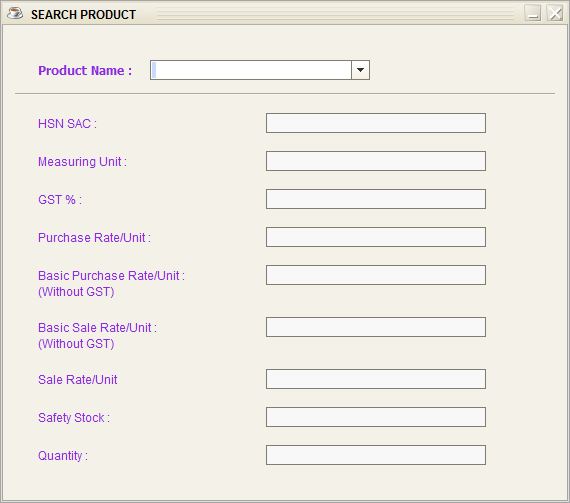 SEARCH PRODUCT
Product Name :
HSN SAC :
Measuring Unit :
GST % :
Purchase Rate/Unit :
Basic Purchase Rate/Unit :
(Without GST)
Basic Sale Rate/Unit :
(Without GST)
Sale Rate/Unit
Safety Stock :
Quantity :